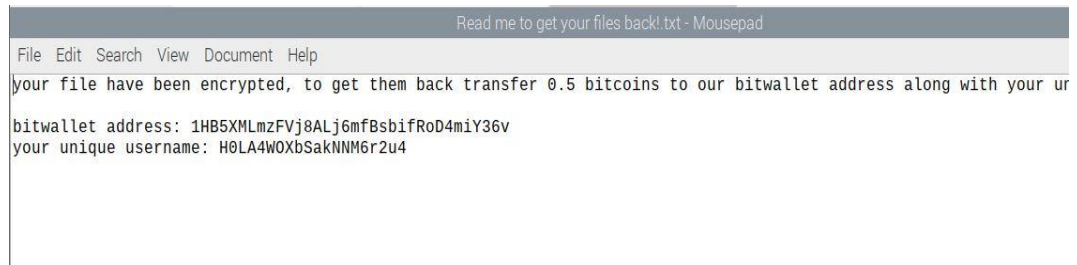 Read me to get your files back!.txt - Mousepad
File Edit Search View Document Help
your file have been encrypted, to get them back transfer 0.5 bitcoins to our bitwallet address along with your
bitwallet address: 1HB5XMLmzFVj8ALj6mfBsbifRoD4miY36v
your unique username: H0LA4WOXbSakNNM6r2u4